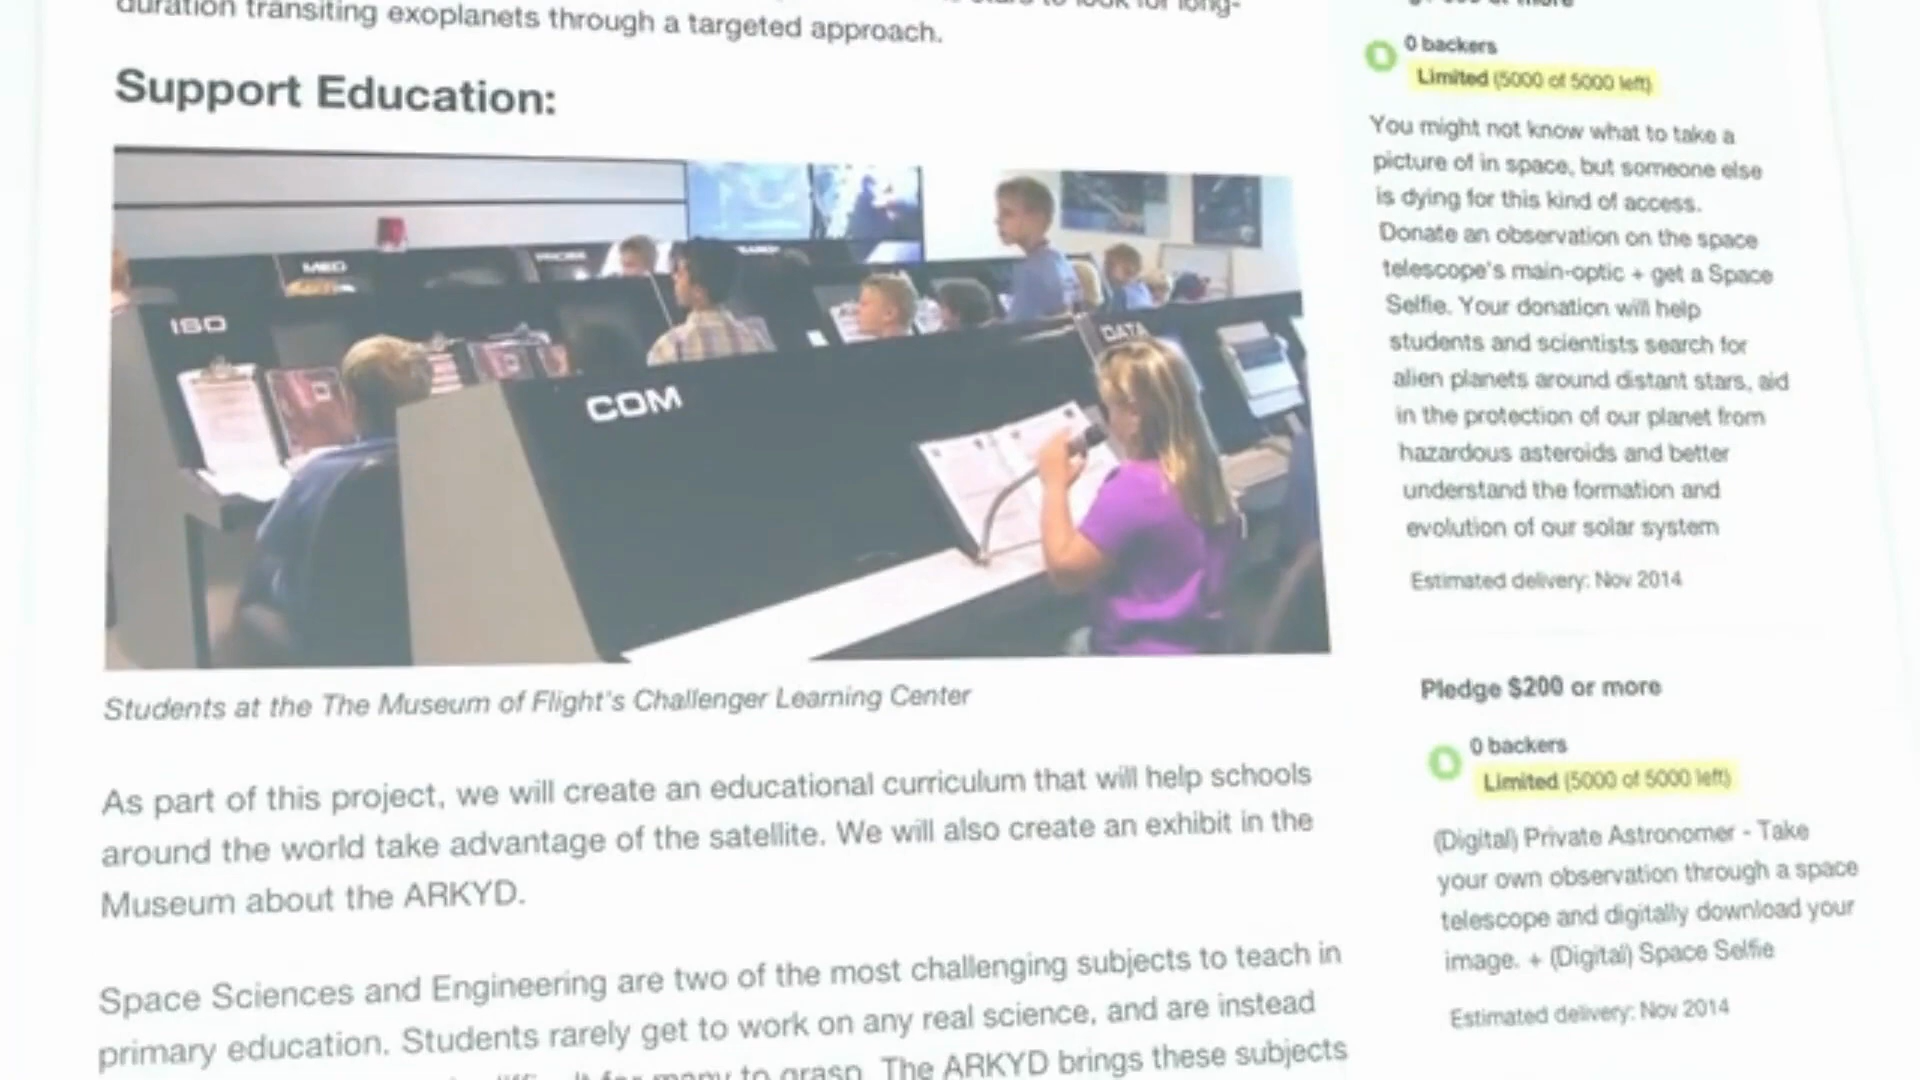 duration transiting exoplanets through a targeted approach.
Support Education:
MED
ISO
COM
DATA
Students at the The Museum of Flight's Challenger Learning Center
As part of this project, we will create an educational curriculum that will help schools
around the world take advantage of the satellite. We will also create an exhibit in the
Museum about the ARKYD.
Space Sciences and Engineering are two of the most challenging subjects to teach in
primary education. Students rarely get to work on any real science, and are instead
for many to grasp. The ARKYD brings these subjects
or more
0 backers
Limited (5000 of 5000 left)
You might not know what to take a
picture of in space, but someone else
is dying for this kind of access.
Donate an observation on the space
telescope's main-optic + get a Space
Selfie. Your donation will help
students and scientists search for
alien planets around distant stars, aid
in the protection of our planet from
hazardous asteroids and better
understand the formation and
evolution of our solar system
Estimated delivery: Nov 2014
Pledge $200 or more
0 backers
Limited (5000 of 5000 left)
(Digital) Private Astronomer - Take
your own observation through a space
telescope and digitally download your
image. + (Digital) Space Selfie
Estimated delivery: Nov 2014